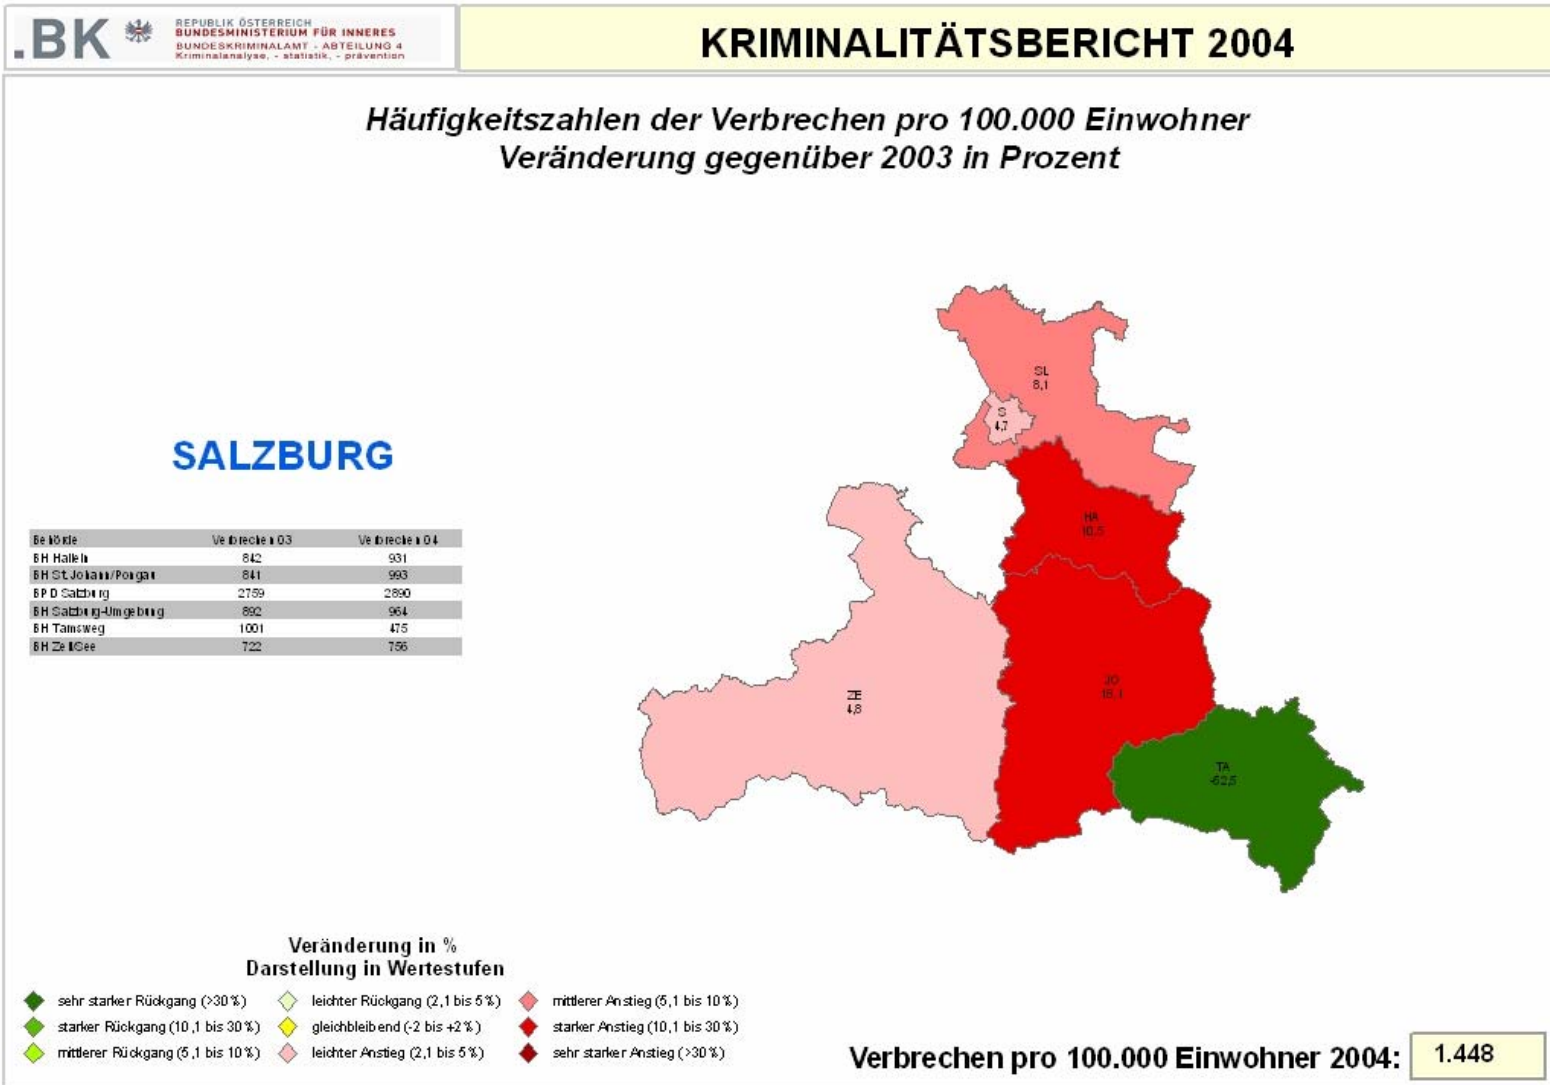 .BK
REPUBLIK ÖSTERREICH
BUNDESMINISTERIUM FÜR INNERES
BUNDESKRIMINALAMT - ABTEILUNG 4
Kriminalanalyse, - statistik, - prävention
KRIMINALITÄTSBERICHT 2004
Häufigkeitszahlen der Verbrechen pro 100.000 Einwohner
Veränderung gegenüber 2003 in Prozent
SL
8,1
S
4,7
SALZBURG
HA
10,5
Behörde Verbrechen 03 Verbrechen 04
BH Hallein 842 931
BH St.Johann/Pongau 841 993
BPD Salzburg 2759 2890
BH Salzburg-Umgebung 892 964
BH Tamsweg 1001 475
BH Zell/See 722 756
ZE
4,8
JO
TA
Veränderung in %
Darstellung in Wertestufen
sehr starker Rückgang (>30%) leichter Rückgang (2,1 bis 5%) mittlerer Anstieg (5,1 bis 10%)
starker Rückgang (10,1 bis 30%) gleichbleibend (-2 bis +2%) starker Anstieg (10,1 bis 30%)
mittlerer Rückgang (5,1 bis 10%) leichter Anstieg (2,1 bis 5%) sehr starker Anstieg (>30%)
Verbrechen pro 100.000 Einwohner 2004: 1.448